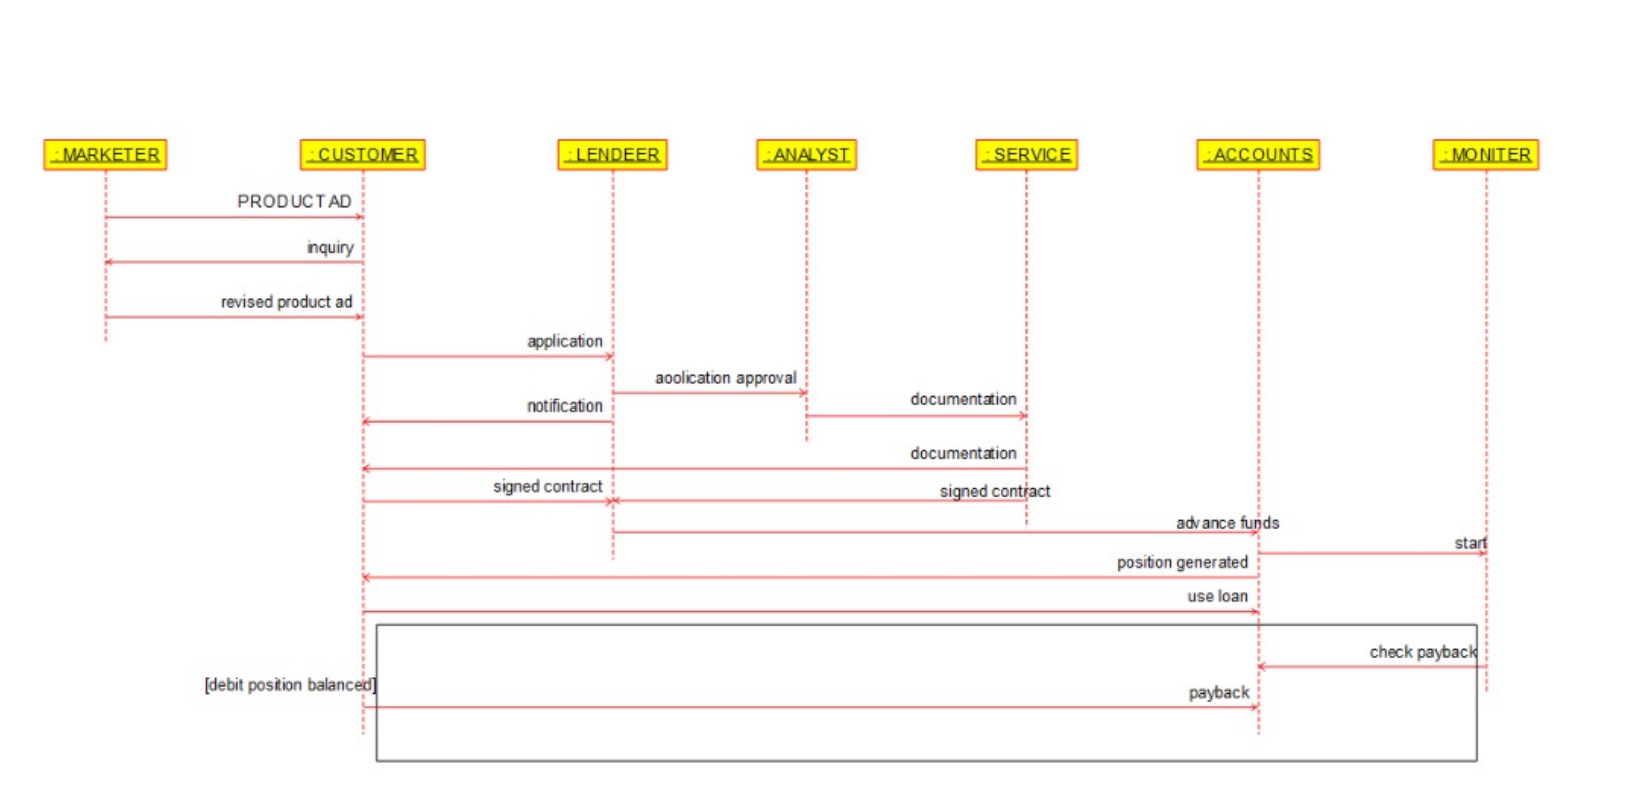 : MARKETER
: CUSTOMER
: LENDEER
: ANALYST
: SERVICE
: ACCOUNTS
: MONITER
PRODUCT AD
inquiry
revised product ad
application
aoolication approval
documentation
notification
documentation
signed contract
signed contract
advance funds
start
position generated
use loan
check payback
[debit position balanced]
payback